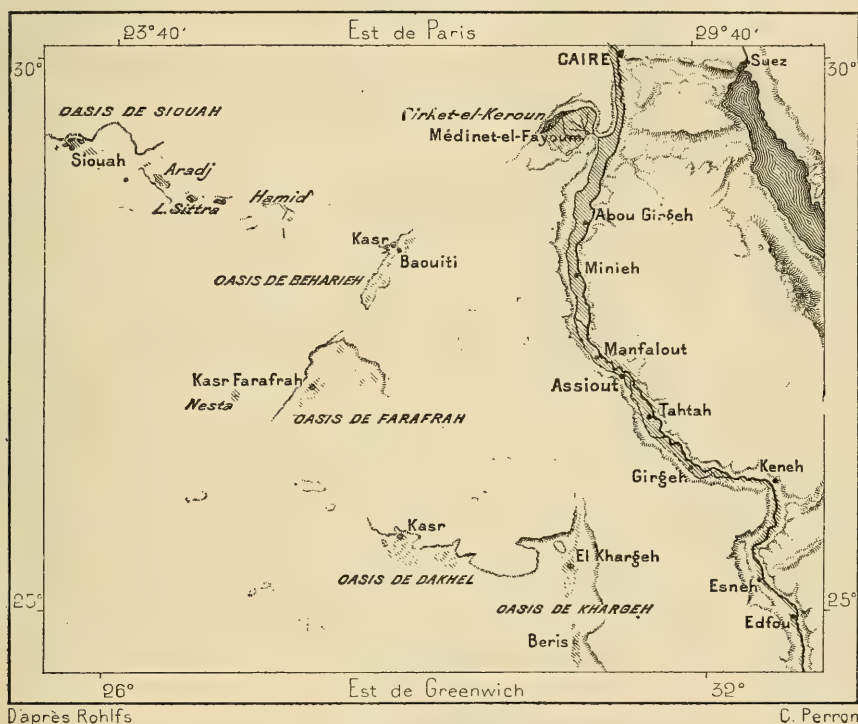 23°40' Est de Paris 29°40'
30° CAIRE Suez
OASIS DE SIOUAH
Birket-el-Keroun
Médinet-el-Fayoum
Siouah
Aradj
L. Sittra
Hamid
Abou Girgeh
Kasr
Baouiti
Minieh
OASIS DE BEHARIEH
Manfalout
Kasr Farafrah
Assiout
Nesta
OASIS DE FARAFRAH
Tahtah
Girgeh
Keneh
Kasr
El Khargeh
OASIS DE DAKHEL
Esneh
25° OASIS DE KHARGEH 25°
Edfou
Beris
26° Est de Greenwich 32°
D'après Rohlfs C. Perron